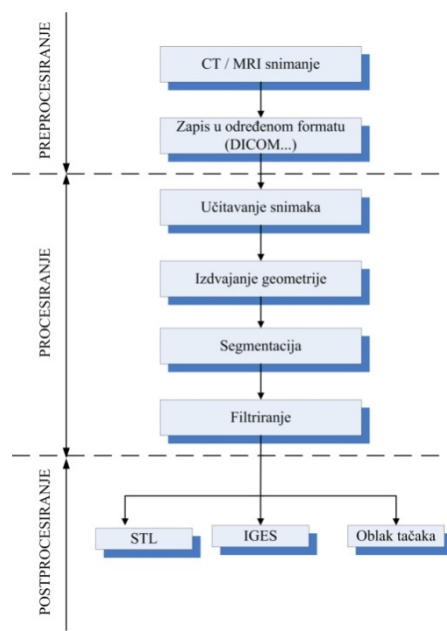 PREPROCESIRANJE
CT / MRI snimanje
Zapis u određenom formatu
(DICOM...)
PROCESIRANJE
Učitavanje snimaka
Izdvajanje geometrije
Segmentacija
Filtriranje
POSTPROCESIRANJE
STL
IGES
Oblak tačaka